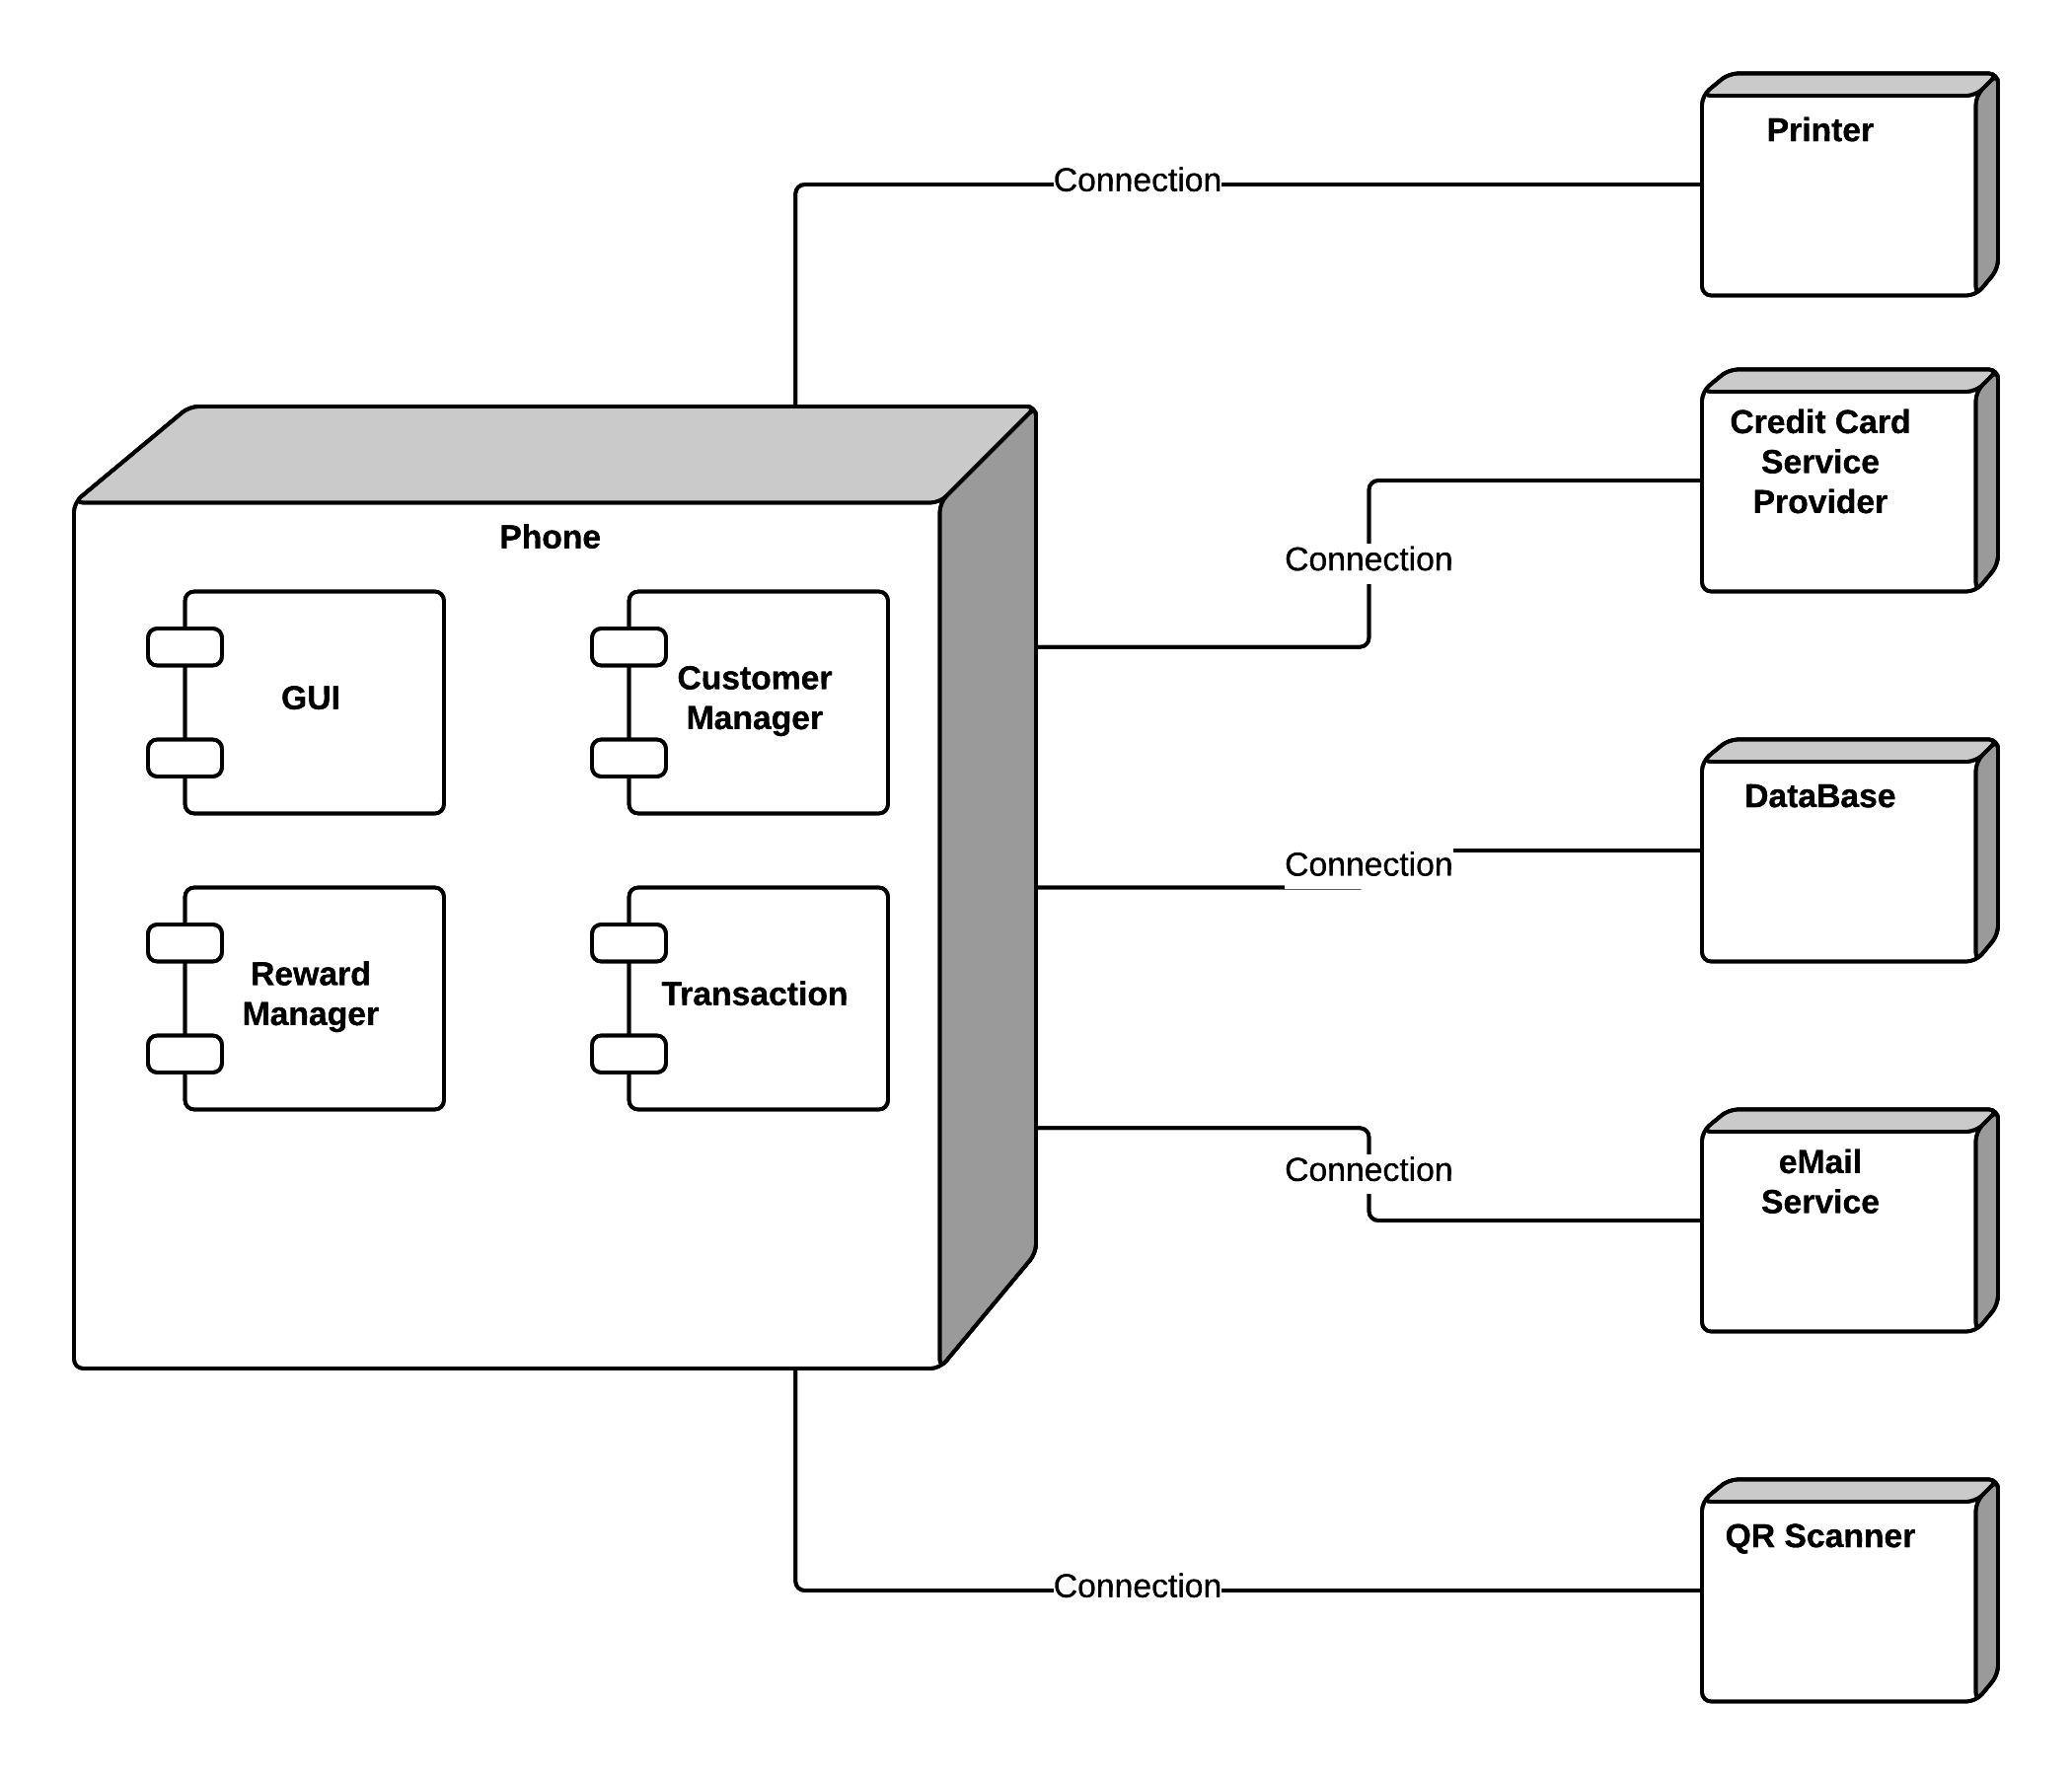 Printer
Connection
Credit Card
Service
Provider
Phone
Connection
GUI
Customer
Manager
DataBase
Connection
Reward
Manager
Transaction
eMail
Service
Connection
QR Scanner
Connection